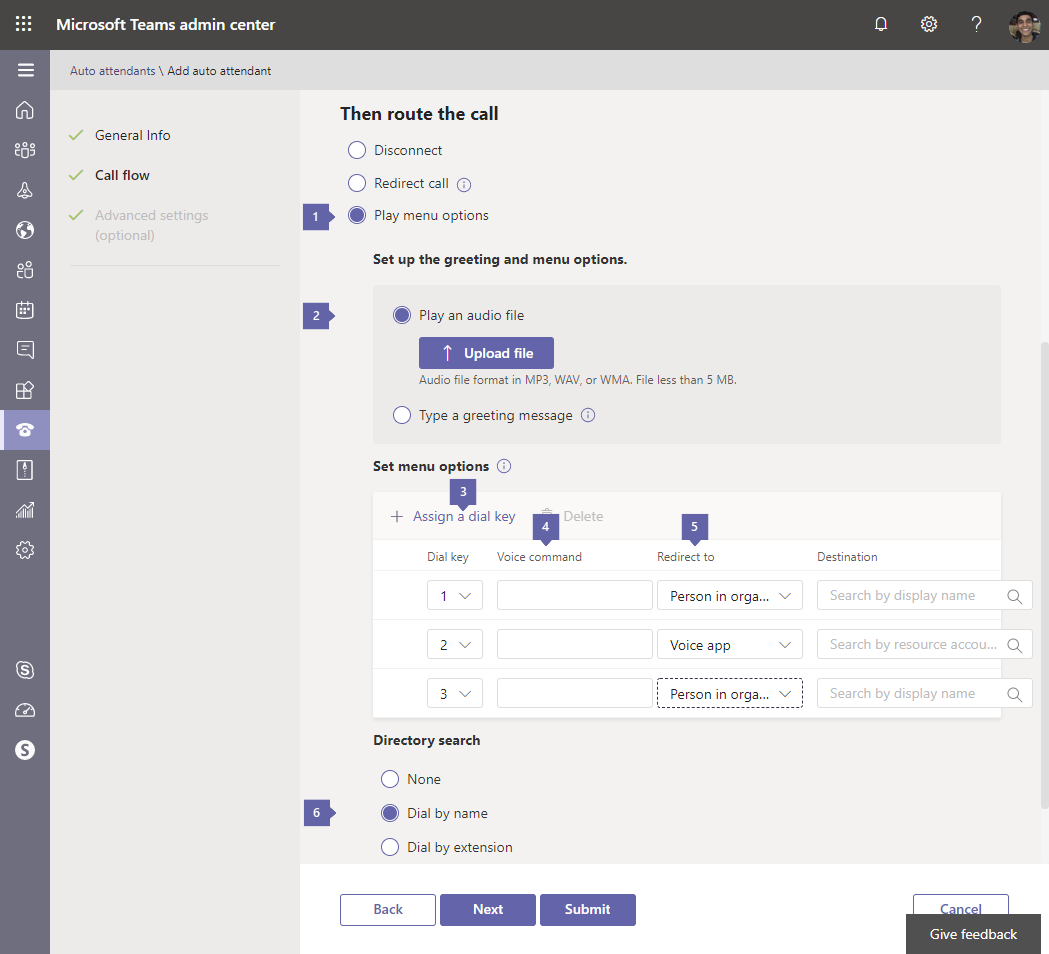 Microsoft Teams admin center
?
Auto attendants \ Add auto attendant
General Info
Call flow
Advanced settings
(optional)
Then route the call
Disconnect
Redirect call
1 Play menu options
Set up the greeting and menu options.
2 Play an audio file
Upload file
Audio file format in MP3, WAV, or WMA. File less than 5 MB.
Type a greeting message
Set menu options
3
+ Assign a dial key Delete
4 5
Dial key Voice command Redirect to Destination
1 Person in orga... Search by display name
2 Voice app Search by resource accou...
3 Person in orga... Search by display name
Directory search
None
6 Dial by name
Dial by extension
Back Next Submit Cancel
Give feedback